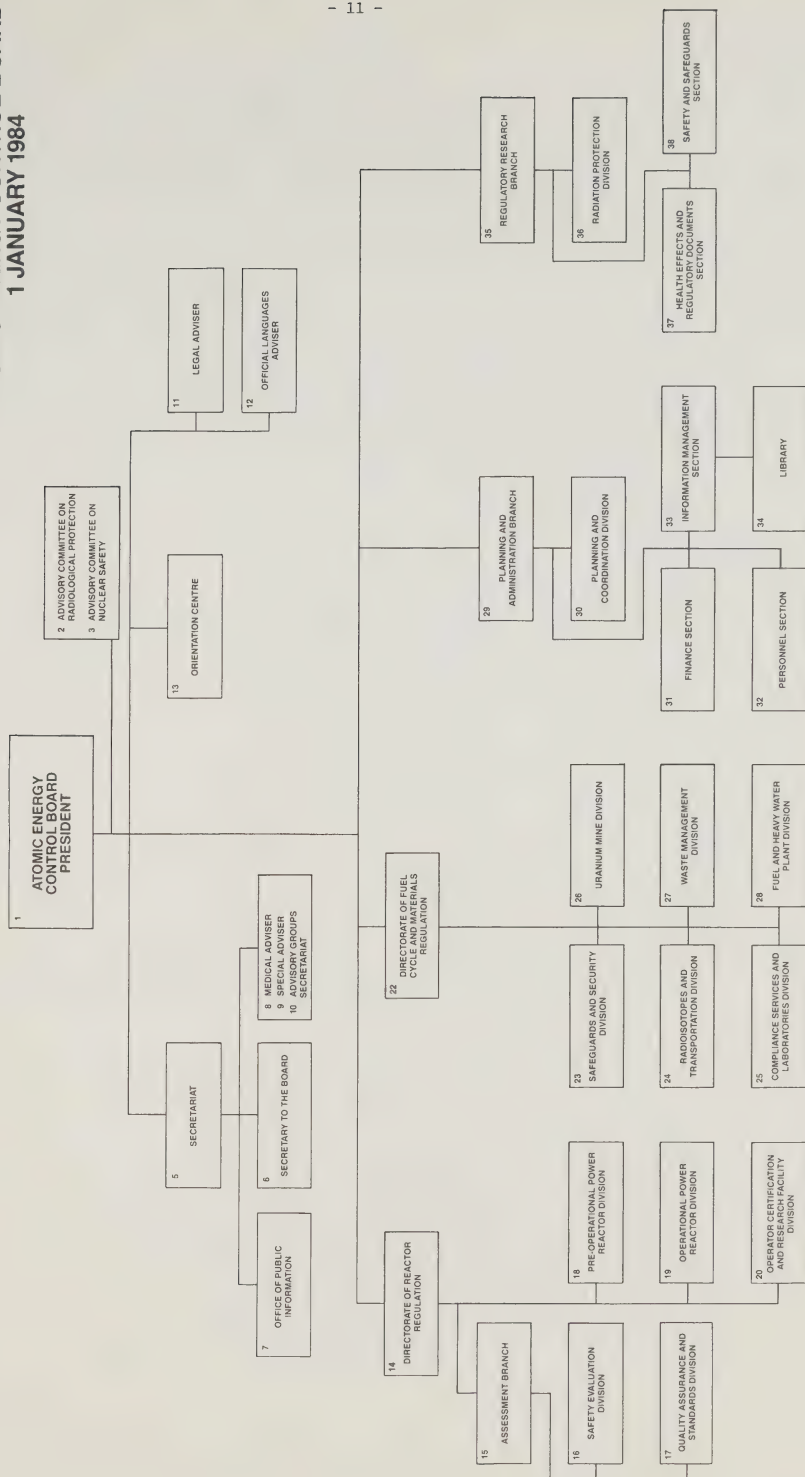 - 11 -
1 JANUARY 1984
1
ATOMIC ENERGY
CONTROL BOARD
PRESIDENT
2 ADVISORY COMMITTEE ON
RADIOLOGICAL PROTECTION
3 ADVISORY COMMITTEE ON
NUCLEAR SAFETY
5
SECRETARIAT
7
OFFICE OF PUBLIC
INFORMATION
6
SECRETARY TO THE BOARD
8 MEDICAL ADVISER
9 SPECIAL ADVISER
10 ADVISORY GROUPS
SECRETARIAT
13
ORIENTATION CENTRE
11
LEGAL ADVISER
12
OFFICIAL LANGUAGES
ADVISER
14
DIRECTORATE OF REACTOR
REGULATION
15
ASSESSMENT BRANCH
16
SAFETY EVALUATION
DIVISION
17
QUALITY ASSURANCE AND
STANDARDS DIVISION
18
PRE-OPERATIONAL POWER
REACTOR DIVISION
19
OPERATIONAL POWER
REACTOR DIVISION
20
OPERATOR CERTIFICATION
AND RESEARCH FACILITY
DIVISION
22
DIRECTORATE OF FUEL
CYCLE AND MATERIALS
REGULATION
23
SAFEGUARDS AND SECURITY
DIVISION
24
RADIOISOTOPES AND
TRANSPORTATION DIVISION
25
COMPLIANCE SERVICES AND
LABORATORIES DIVISION
26
URANIUM MINE DIVISION
27
WASTE MANAGEMENT
DIVISION
28
FUEL AND HEAVY WATER
PLANT DIVISION
29
PLANNING AND
ADMINISTRATION BRANCH
30
PLANNING AND
COORDINATION DIVISION
31
FINANCE SECTION
32
PERSONNEL SECTION
33
INFORMATION MANAGEMENT
SECTION
34
LIBRARY
35
REGULATORY RESEARCH
BRANCH
36
RADIATION PROTECTION
DIVISION
37
HEALTH EFFECTS AND
REGULATORY DOCUMENTS
SECTION
38
SAFETY AND SAFEGUARDS
SECTION